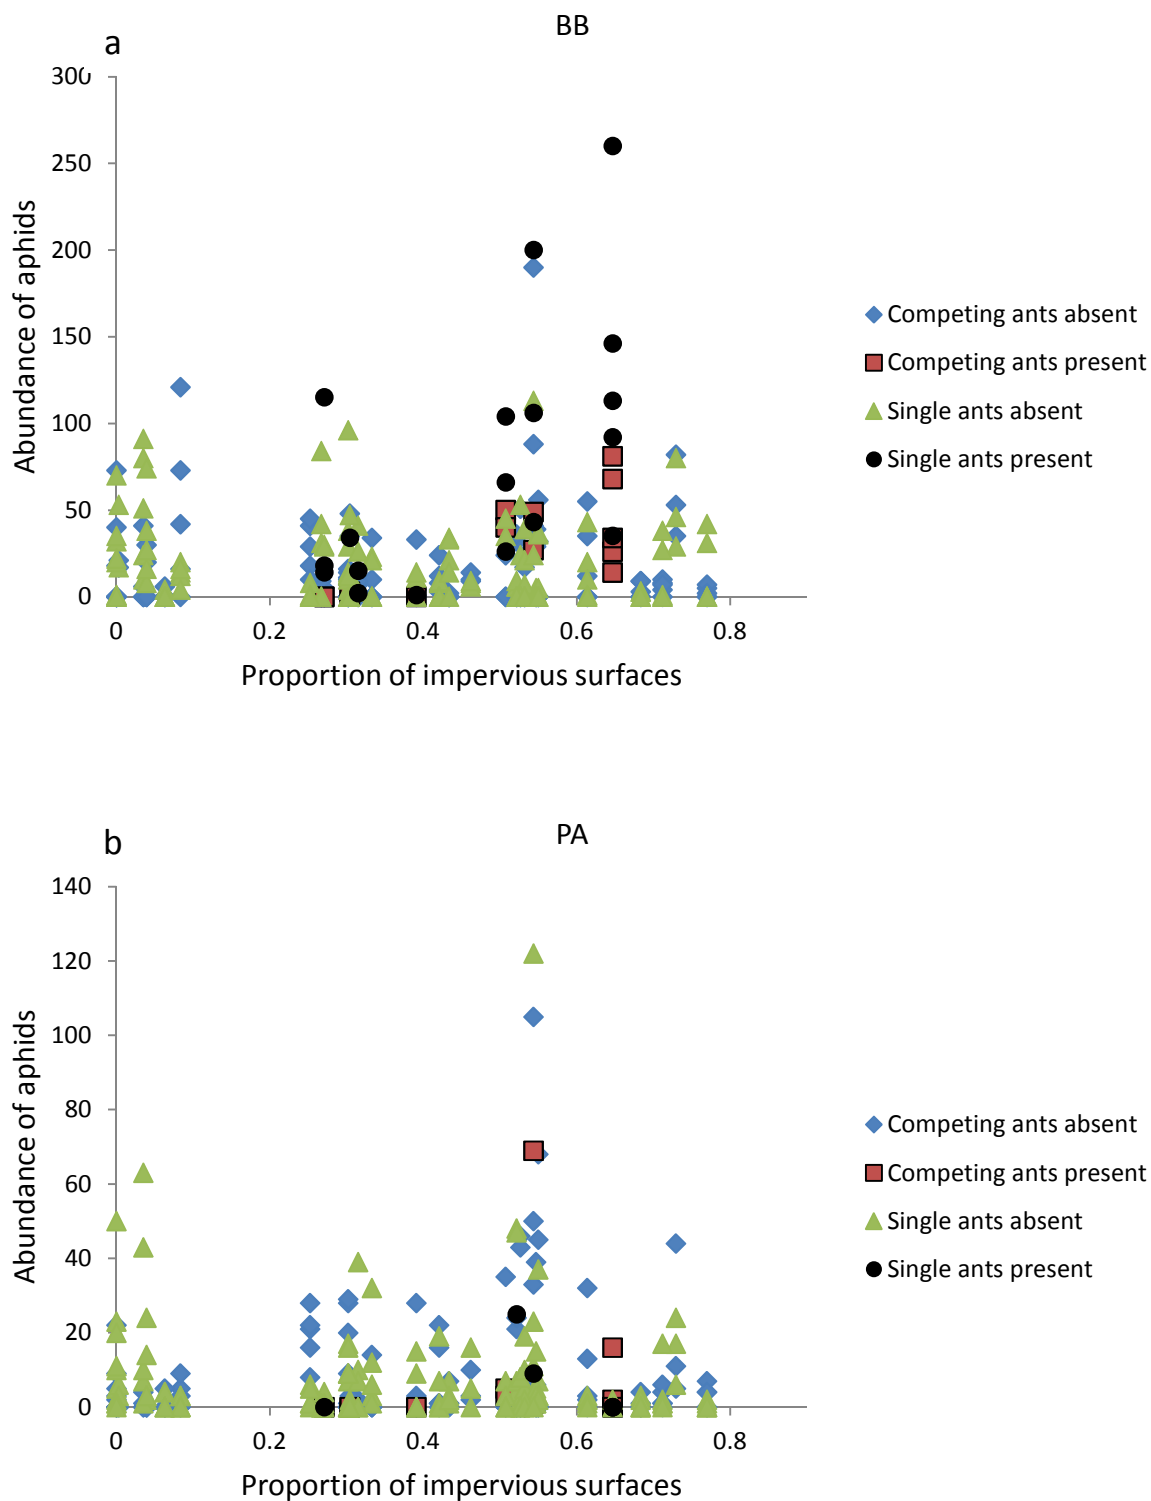 BB
a
300
250
200
150
100
50
0
Abundance of aphids
0 0.2 0.4 0.6 0.8
Proportion of impervious surfaces
Competing ants absent
Competing ants present
Single ants absent
Single ants present
PA
b
140
120
100
80
60
40
20
0
Abundance of aphids
0 0.2 0.4 0.6 0.8
Proportion of impervious surfaces
Competing ants absent
Competing ants present
Single ants absent
Single ants present